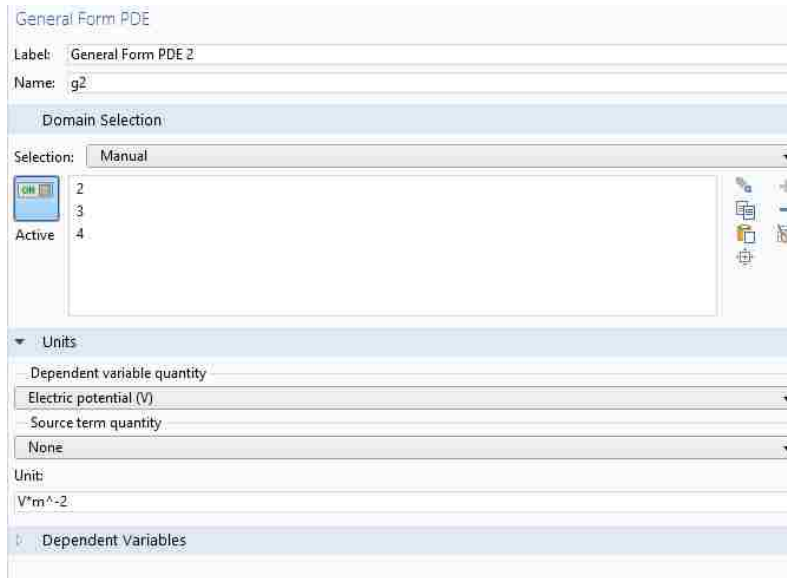 General Form PDE
Label: General Form PDE 2
Name: g2
Domain Selection
Selection: Manual
ON
2
3
4
Active
Units
Dependent variable quantity
Electric potential (V)
Source term quantity
None
Unit:
V*m^-2
Dependent Variables